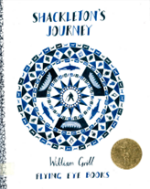 SHACKLETON'S
JOURNEY
William Grill
FLYING EYE BOOKS